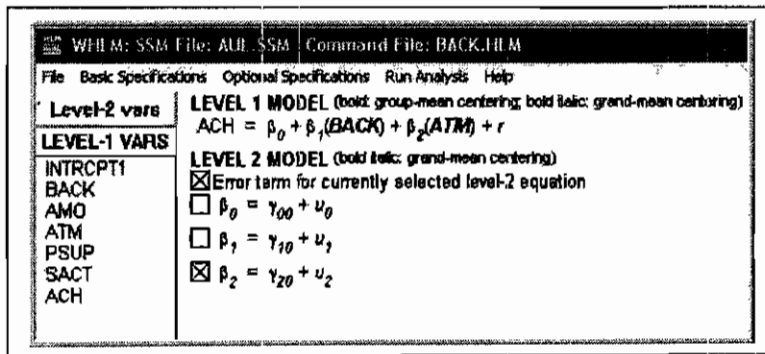 WHLM: SSM File: AUL.SSM Command File: BACK.HLM
File Basic Specifications Optional Specifications Run Analysis Help
Level-2 vars
LEVEL-1 VARS
INTRCPT1
BACK
AMO
ATM
PSUP
SACT
ACH
LEVEL 1 MODEL (bold: group-mean centering; bold italic: grand-mean centering)
ACH = β₀ + β₁(BACK) + β₂(ATM) + r
LEVEL 2 MODEL (bold italic: grand-mean centering)
Error term for currently selected level-2 equation
β₀ = γ₀₀ + u₀
β₁ = γ₁₀ + u₁
β₂ = γ₂₀ + u₂